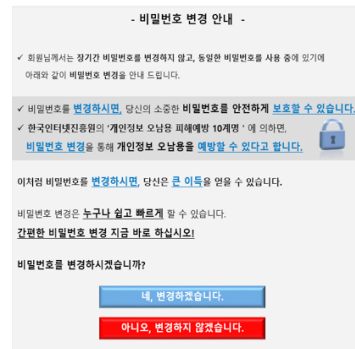 - 비밀번호 변경 안내 -
✓ 회원님께서는 장기간 비밀번호를 변경하지 않고, 동일한 비밀번호를 사용 중에 있기에
아래와 같이 비밀번호 변경을 안내 드립니다.
✓ 비밀번호를 변경하시면, 당신의 소중한 비밀번호를 안전하게 보호할 수 있습니다.
✓ 한국인터넷진흥원의 '개인정보 오남용 피해예방 10계명 ' 에 의하면,
비밀번호 변경을 통해 개인정보 오남용을 예방할 수 있다고 합니다.
이처럼 비밀번호를 변경하시면, 당신은 큰 이득을 얻을 수 있습니다.
비밀번호 변경은 누구나 쉽고 빠르게 할 수 있습니다.
간편한 비밀번호 변경 지금 바로 하십시오!
비밀번호를 변경하시겠습니까?
네, 변경하겠습니다.
아니오, 변경하지 않겠습니다.